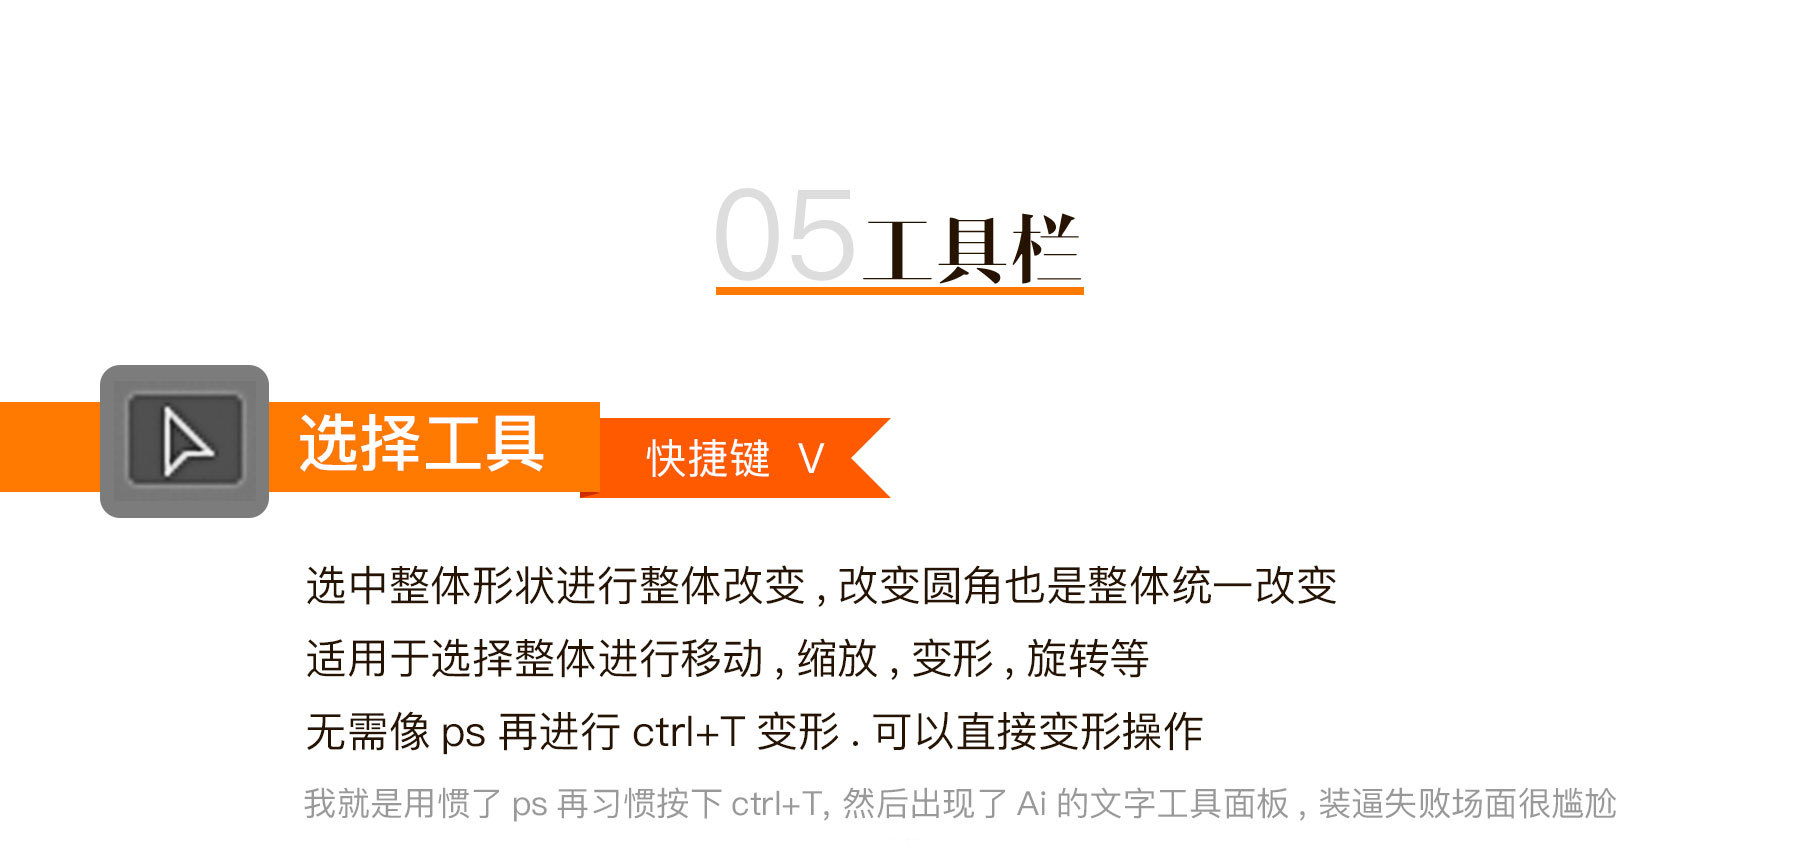 05工具栏
选择工具
快捷键 V
选中整体形状进行整体改变 , 改变圆角也是整体统一改变
适用于选择整体进行移动 , 缩放 , 变形 , 旋转等
无需像 ps 再进行 ctrl+T 变形 . 可以直接变形操作
我就是用惯了 ps 再习惯按下 ctrl+T, 然后出现了 Ai 的文字工具面板 , 装逼失败场面很尴尬